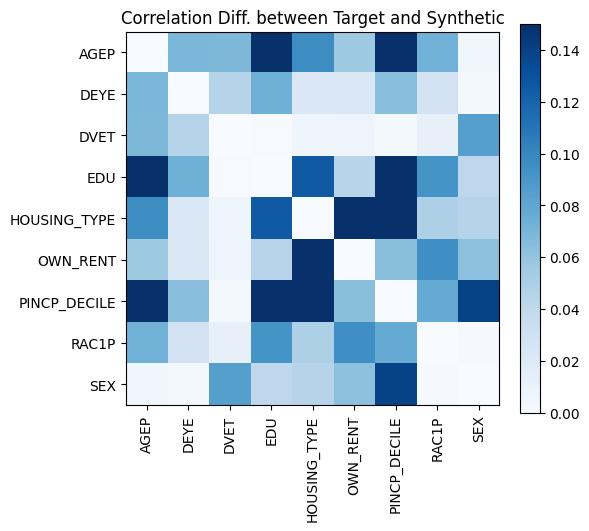 Correlation Diff. between Target and Synthetic
AGEP
DEYE
DVET
EDU
HOUSING_TYPE
OWN_RENT
PINCP_DECILE
RAC1P
SEX
AGEP
DEYE
DVET
EDU
HOUSING_TYPE
OWN_RENT
PINCP_DECILE
RAC1P
SEX
0.14
0.12
0.10
0.08
0.06
0.04
0.02
0.00